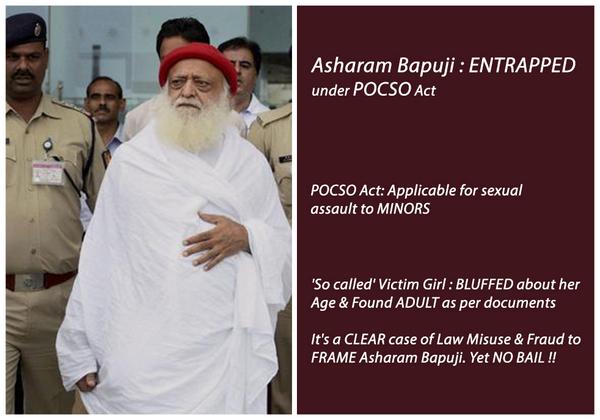 Asharam Bapuji : ENTRAPPED
under POCSO Act
POCSO Act: Applicable for sexual
assault to MINORS
'So called' Victim Girl : BLUFFED about her
Age & Found ADULT as per documents
It's a CLEAR case of Law Misuse & Fraud to
FRAME Asharam Bapuji. Yet NO BAIL !!